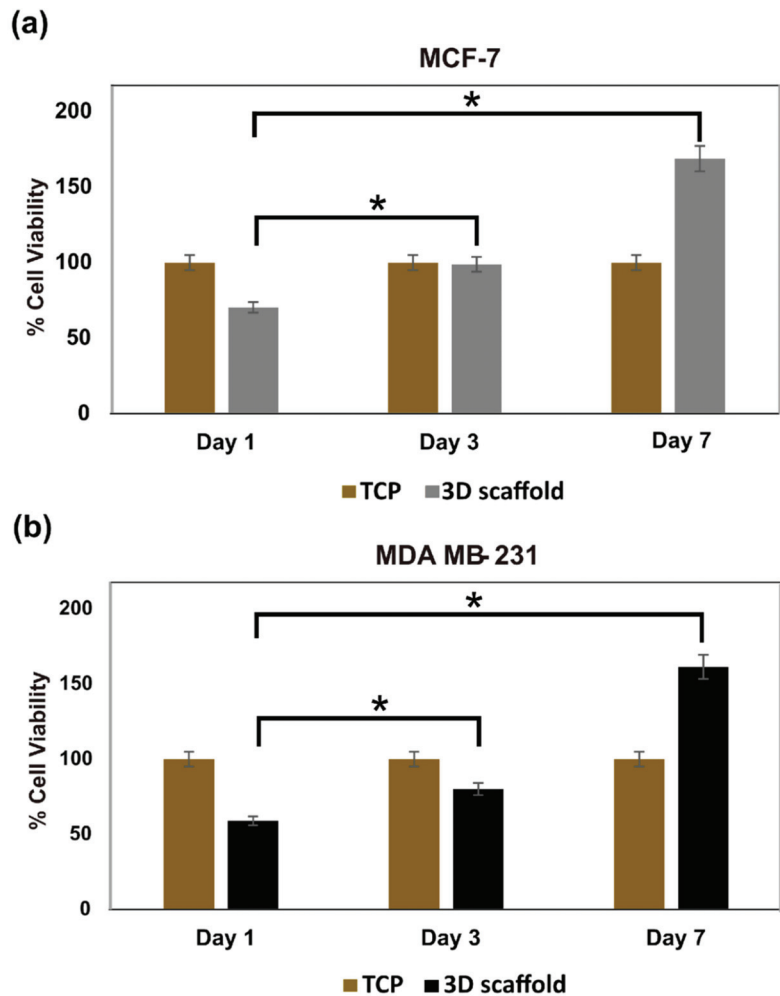 (a)
MCF-7
% Cell Viability
200
150
100
50
0
*
*
Day 1 Day 3 Day 7
TCP 3D scaffold
(b)
MDA MB-231
% Cell Viability
200
150
100
50
0
*
*
Day 1 Day 3 Day 7
TCP 3D scaffold